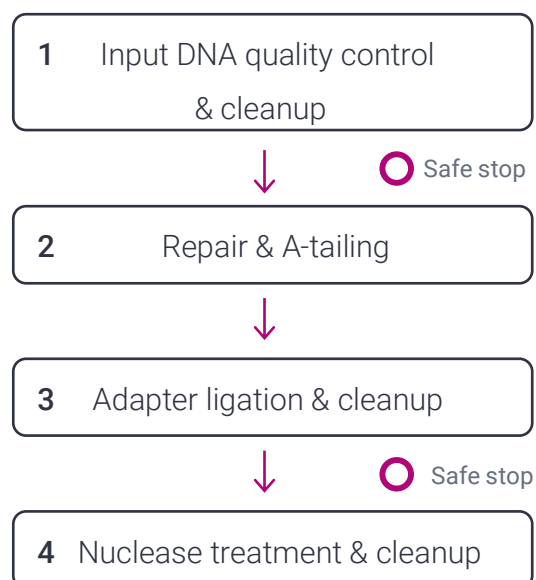 1 Input DNA quality control
& cleanup
Safe stop
2 Repair & A-tailing
3 Adapter ligation & cleanup
Safe stop
4 Nuclease treatment & cleanup